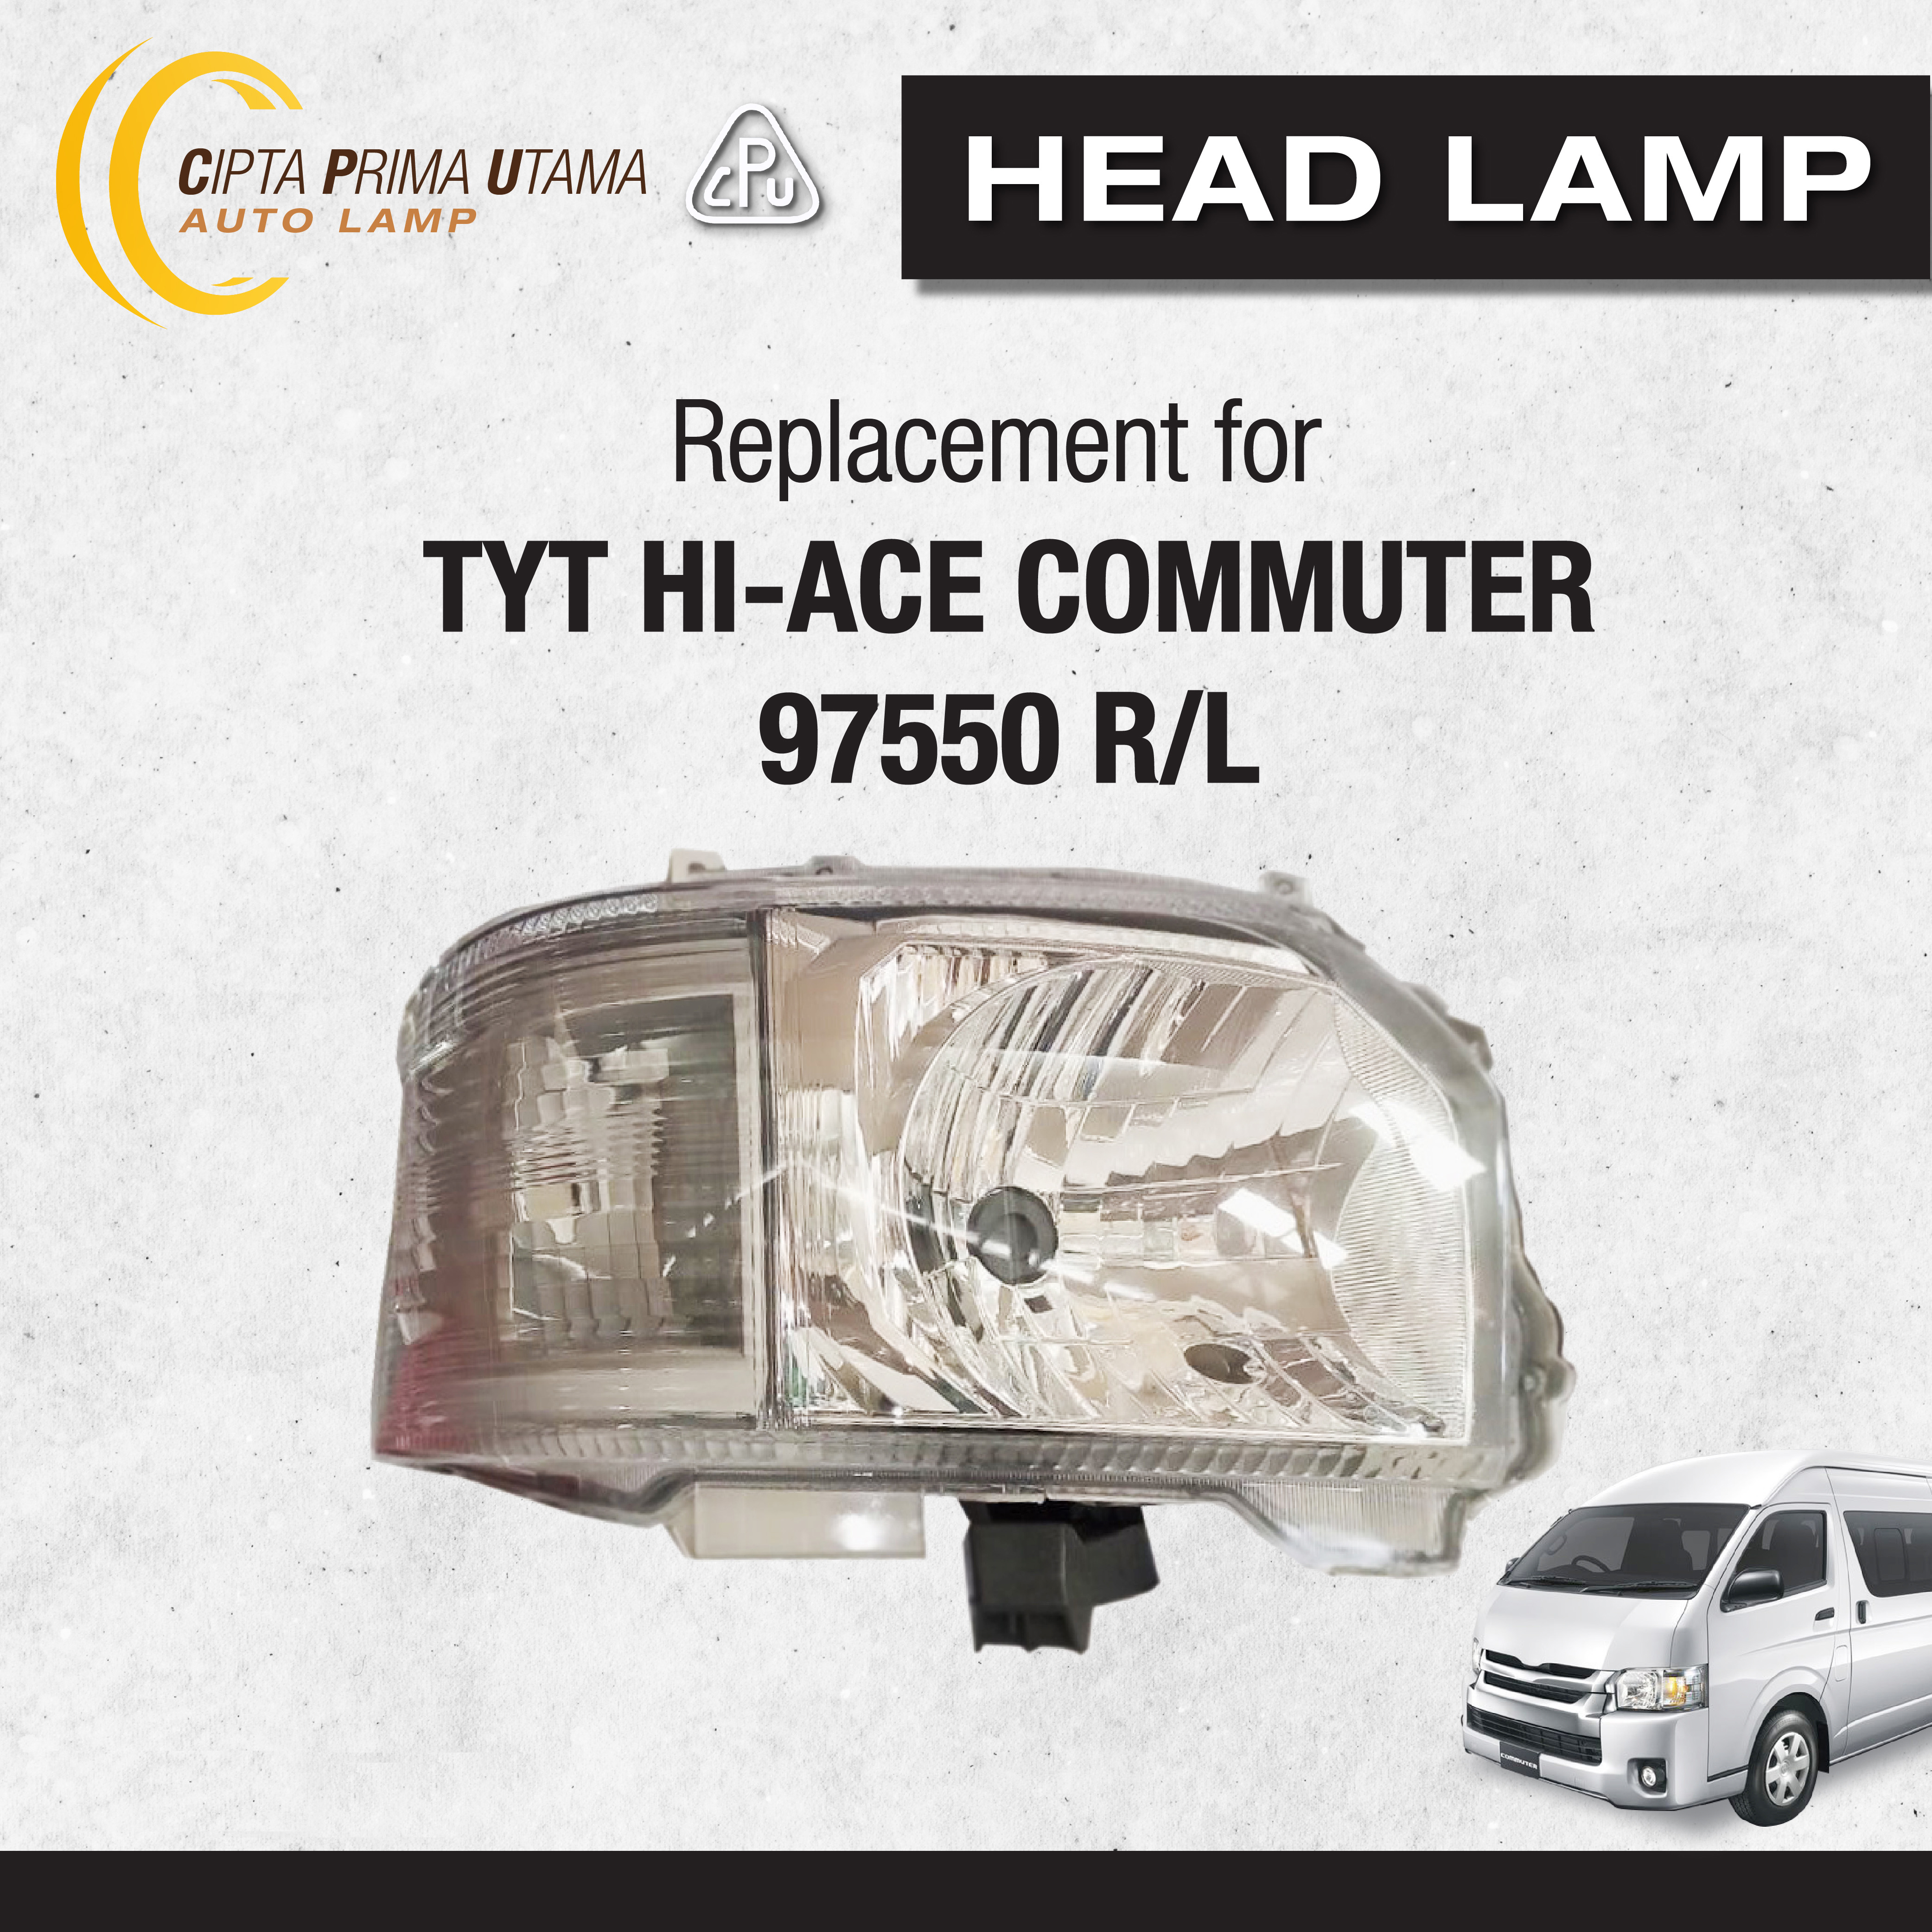 CIPTA PRIMA UTAMA
AUTO LAMP
CPU
HEAD LAMP
Replacement for
TYT HI-ACE COMMUTER
97550 R/L
COMMUTER